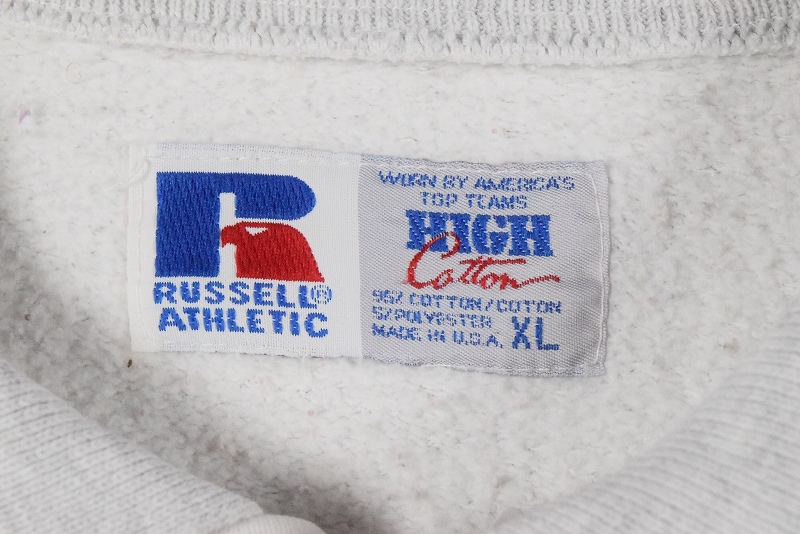 RUSSELL®
ATHLETIC
WORN BY AMERICA'S
TOP TEAMS
HIGH
Cotton
95% COTTON/COTON
5% POLYESTER
MADE IN U.S.A. XL